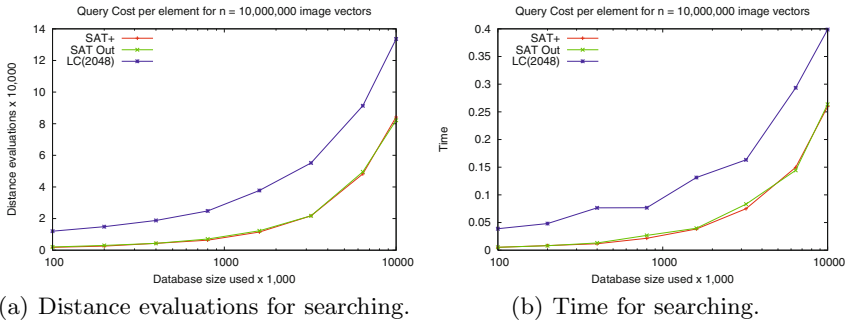 Query Cost per element for n = 10,000,000 image vectors
14
12
10
8
6
4
2
0
100
1000
10000
Distance evaluations x 10,000
Database size used x 1,000
SAT+
SAT Out
LC(2048)
(a) Distance evaluations for searching.
Query Cost per element for n = 10,000,000 image vectors
0.4
0.35
0.3
0.25
0.2
0.15
0.1
0.05
0
100
1000
10000
Time
Database size used x 1,000
SAT+
SAT Out
LC(2048)
(b) Time for searching.